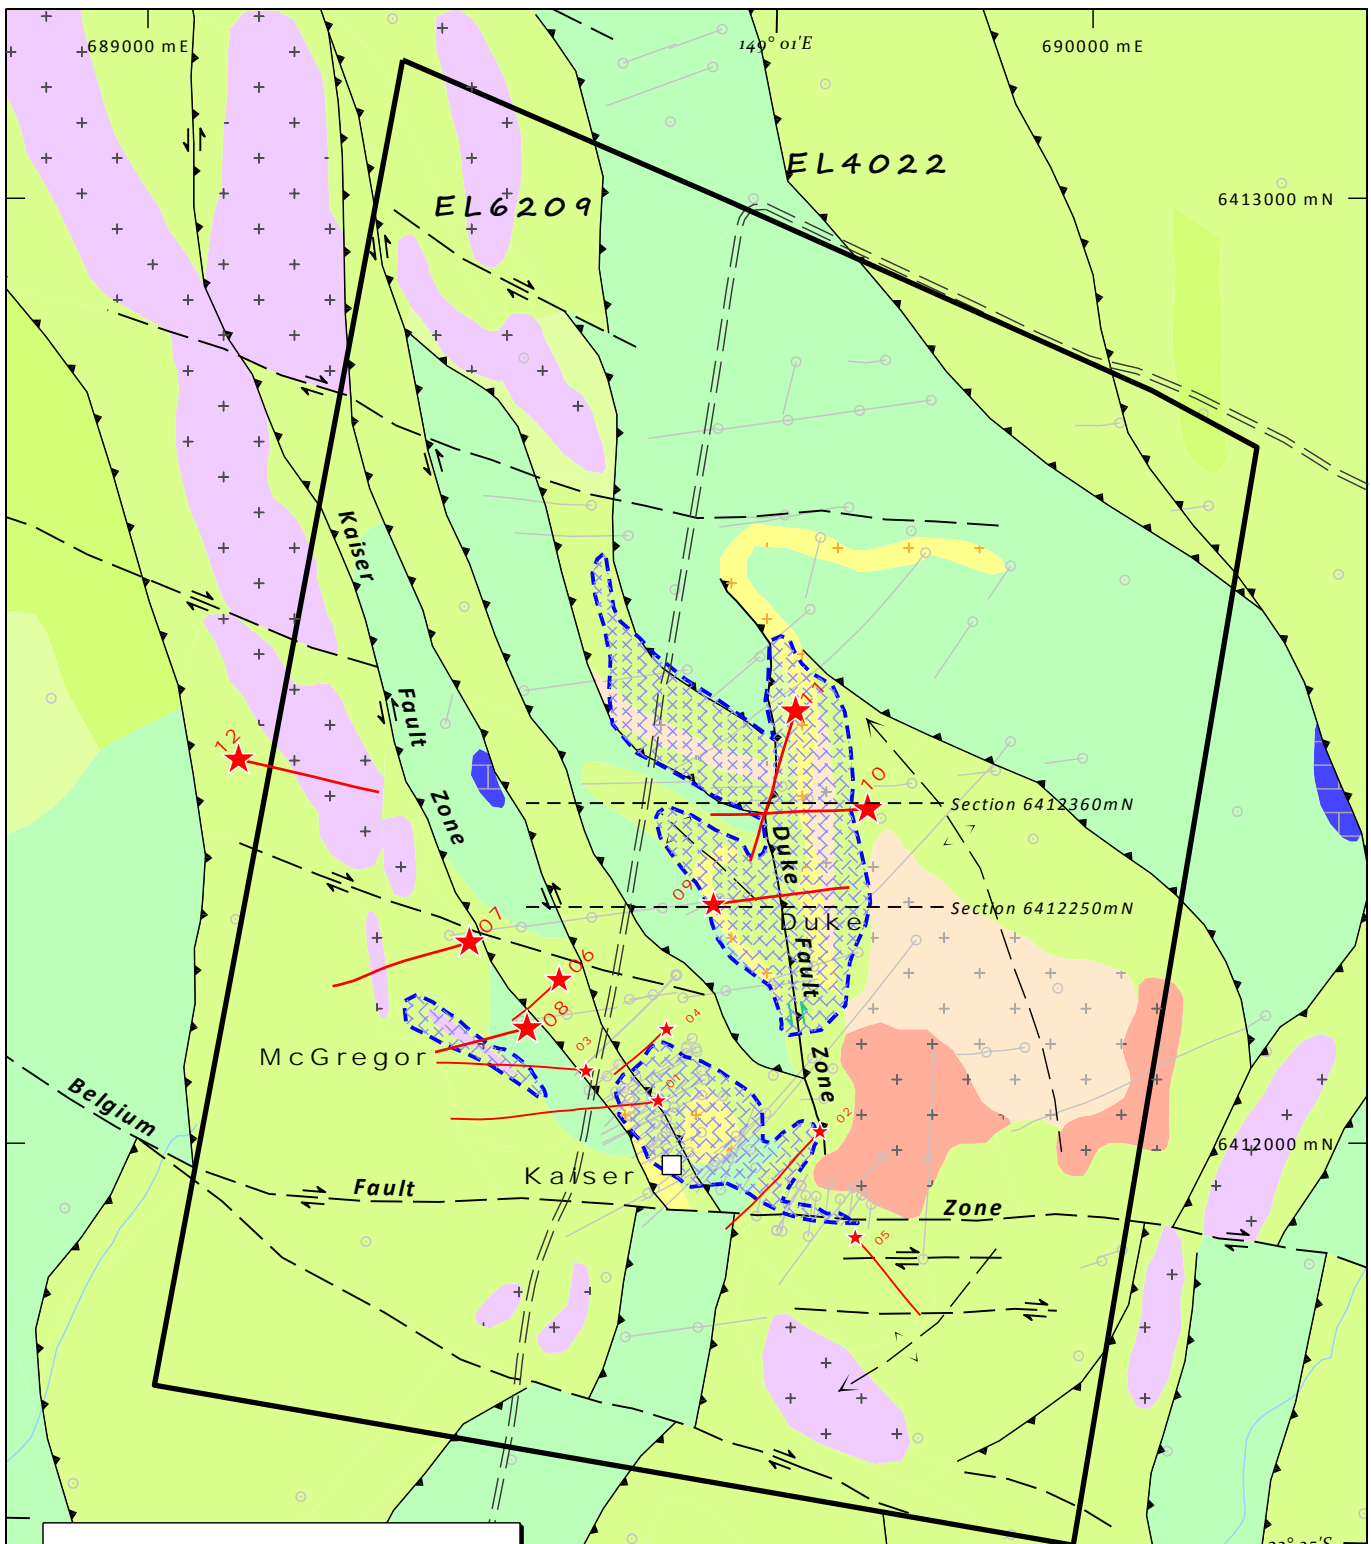 689000 mE
149° 01'E
690000 mE
EL4022
EL6209
6413000 mN
Kaiser
Fault
Zone
12
11
10
Section 6412360mN
Duke
09
Section 6412250mN
Duke
Fault
Zone
07
06
08
McGregor
03
04
01
02
Belgium
6412000 mN
Kaiser
Fault
Zone
05